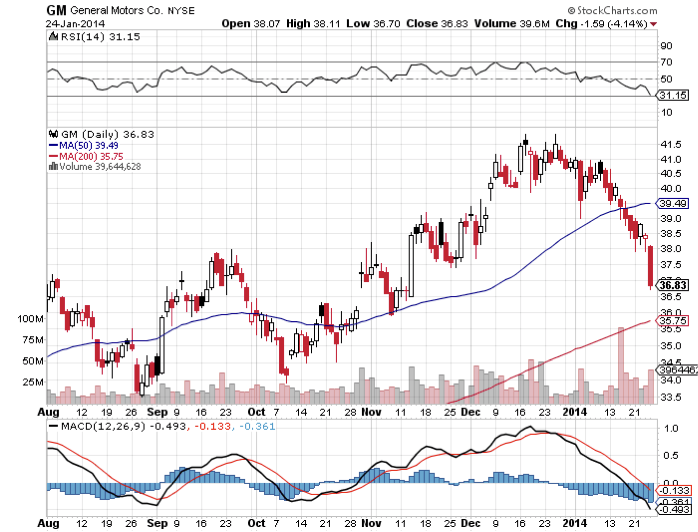 GM General Motors Co. NYSE © StockCharts.com
24-Jan-2014 Open 38.07 High 38.11 Low 36.70 Close 36.83 Volume 39.6M Chg -1.59 (-4.14%)
RSI(14) 31.15
90
70
50
31.15
10
GM (Daily) 36.83
MA(50) 39.49
MA(200) 35.75
Volume 39,644,628
41.5
41.0
40.5
40.0
39.49
39.0
38.5
38.0
37.5
36.83
100M 35.75
75M 35.0
50M 34.5
39644628
25M 34.0
33.5
Aug 12 19 26 Sep 9 16 23 Oct 7 14 21 28 Nov 11 18 25 Dec 9 16 23 2014 13 21
MACD(12,26,9) -0.493, -0.133, -0.361
1.0
0.5
0.0
-0.133
-0.361
-0.493
Aug 12 19 26 Sep 9 16 23 Oct 7 14 21 28 Nov 11 18 25 Dec 9 16 23 2014 13 21